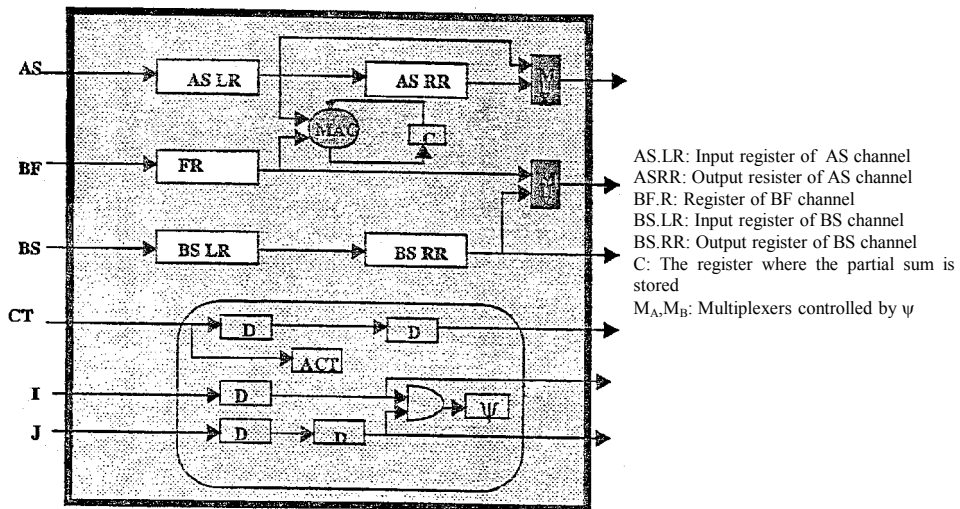 AS
AS LR
AS RR
M
MAC
C
BF
FR
M
BS
BS LR
BS RR
CT
D
D
ACT
I
D
ψ
J
D
D
AS.LR: Input register of AS channel
ASRR: Output resister of AS channel
BF.R: Register of BF channel
BS.LR: Input register of BS channel
BS.RR: Output register of BS channel
C: The register where the partial sum is
stored
MA,MB: Multiplexers controlled by ψ